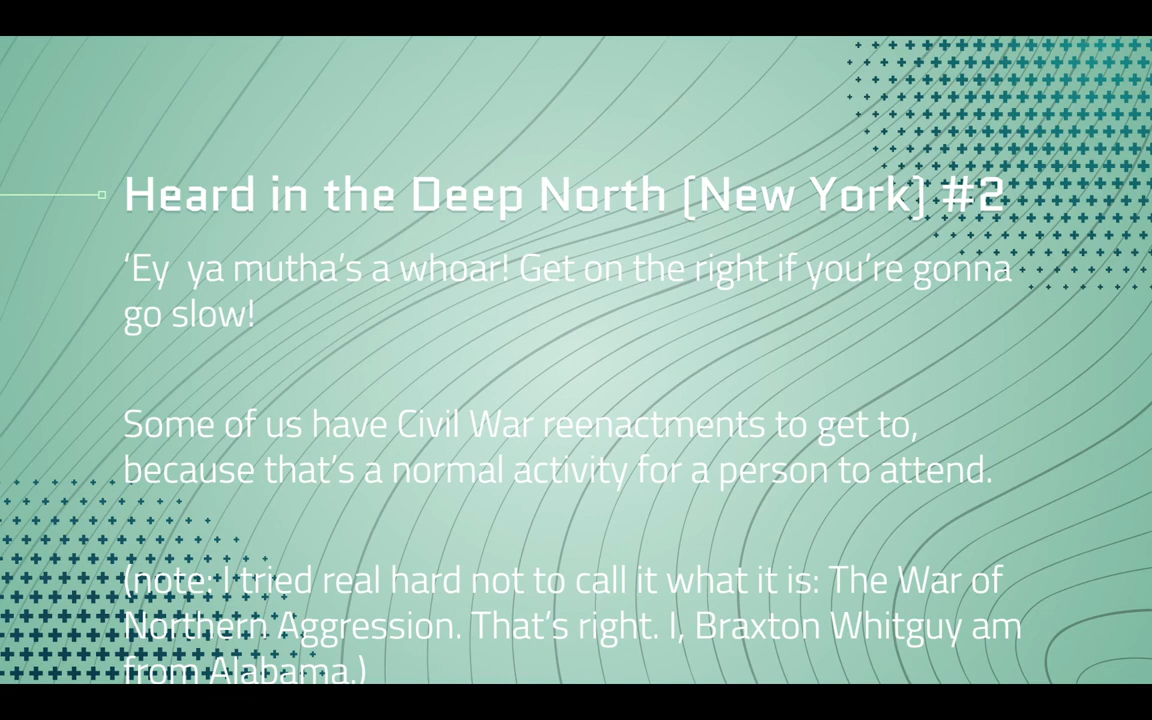 Heard in the Deep North (New York) #2
‘Ey  ya mutha’s a whoar! Get on the right if you’re gonna
go slow!
Some of us have Civil War reenactments to get to,
because that’s a normal activity for a person to attend.
(note: I tried real hard not to call it what it is: The War of
Northern Aggression. That’s right. I, Braxton Whitguy am
from Alabama.)